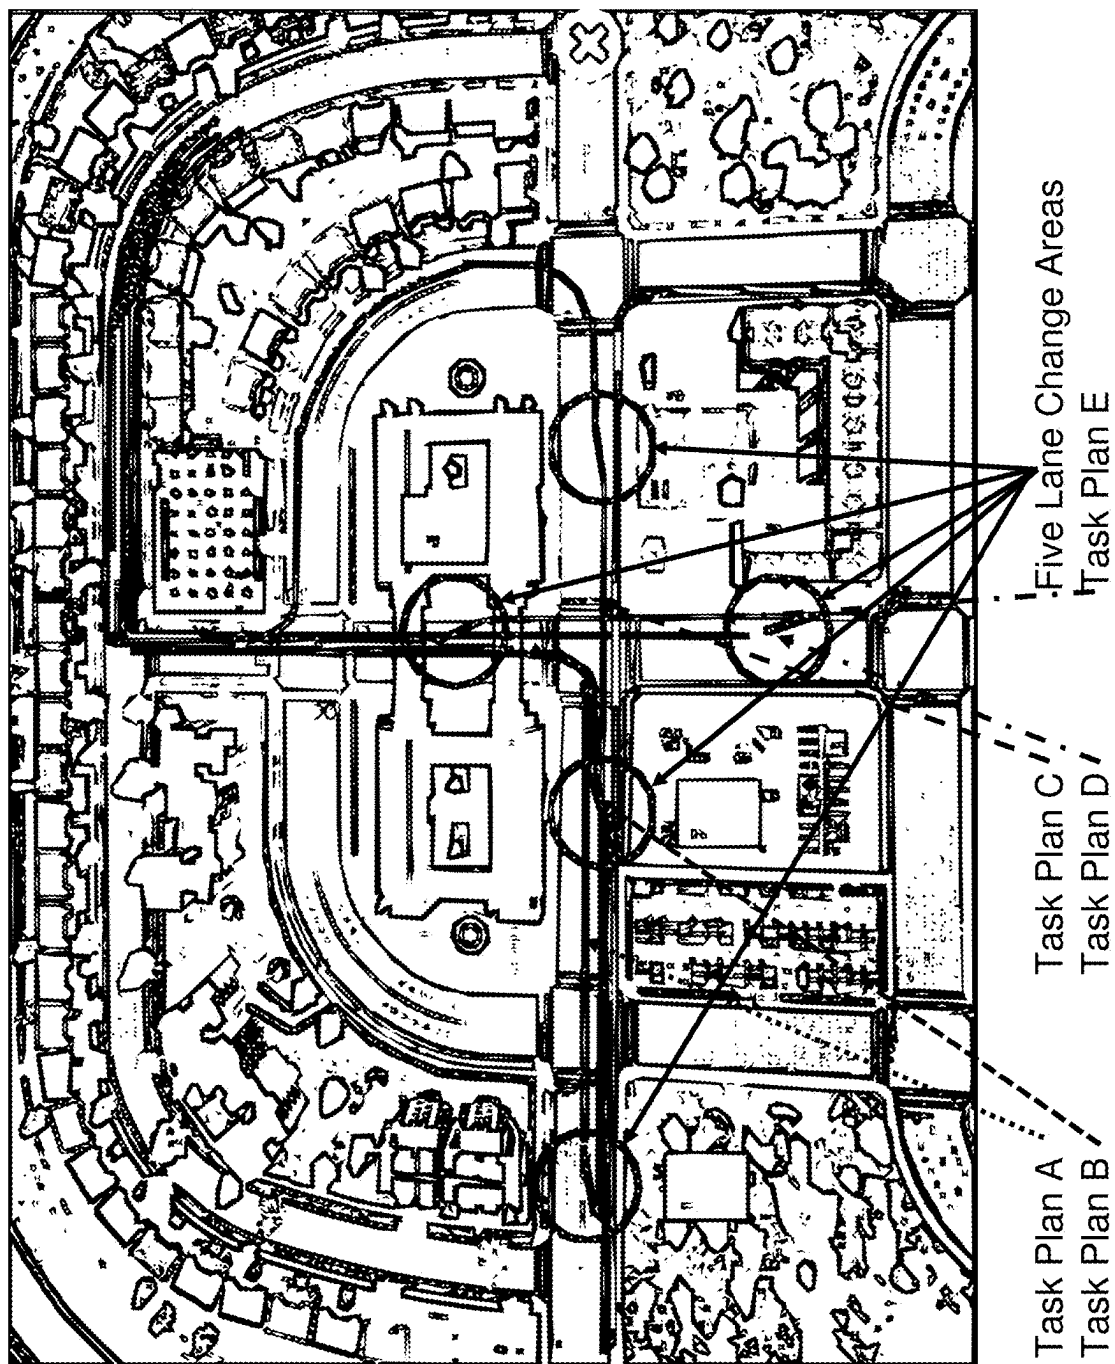 Task Plan A
Task Plan B
Task Plan C
Task Plan D
Five Lane Change Areas
Task Plan E